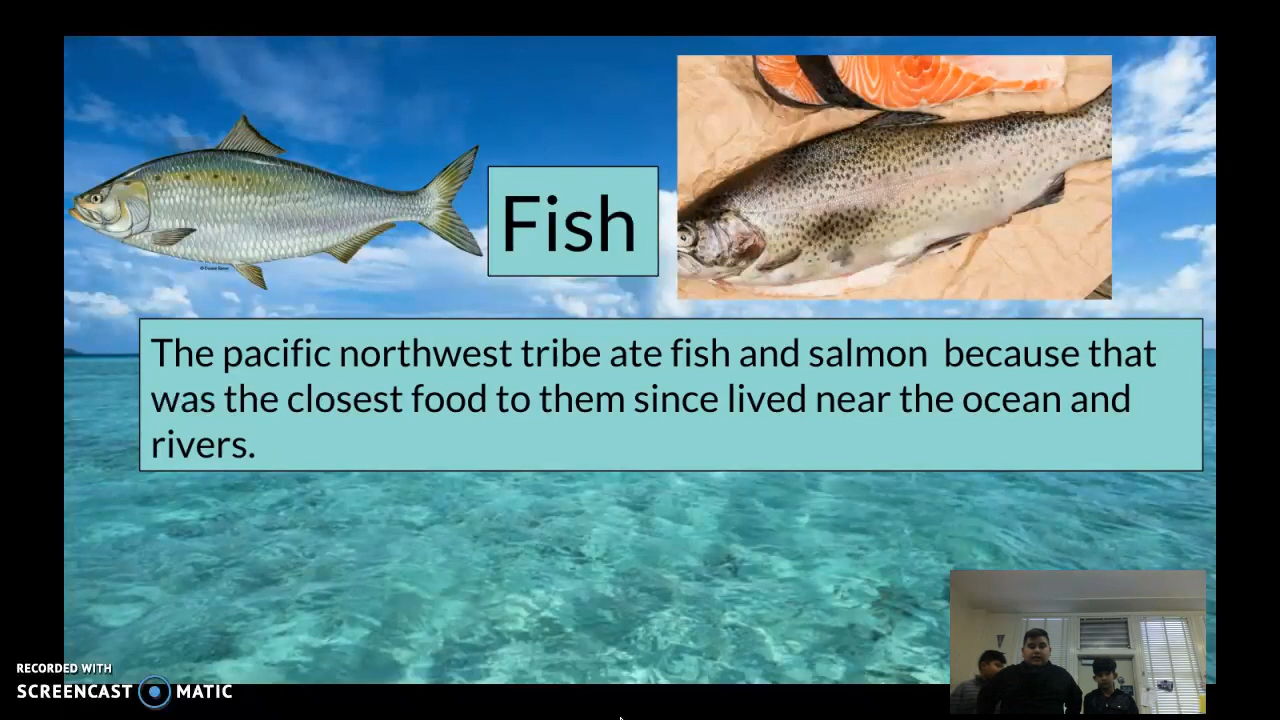 Fish
The pacific northwest tribe ate fish and salmon  because that
was the closest food to them since lived near the ocean and
rivers.
RECORDED WITH
SCREENCAST MATIC